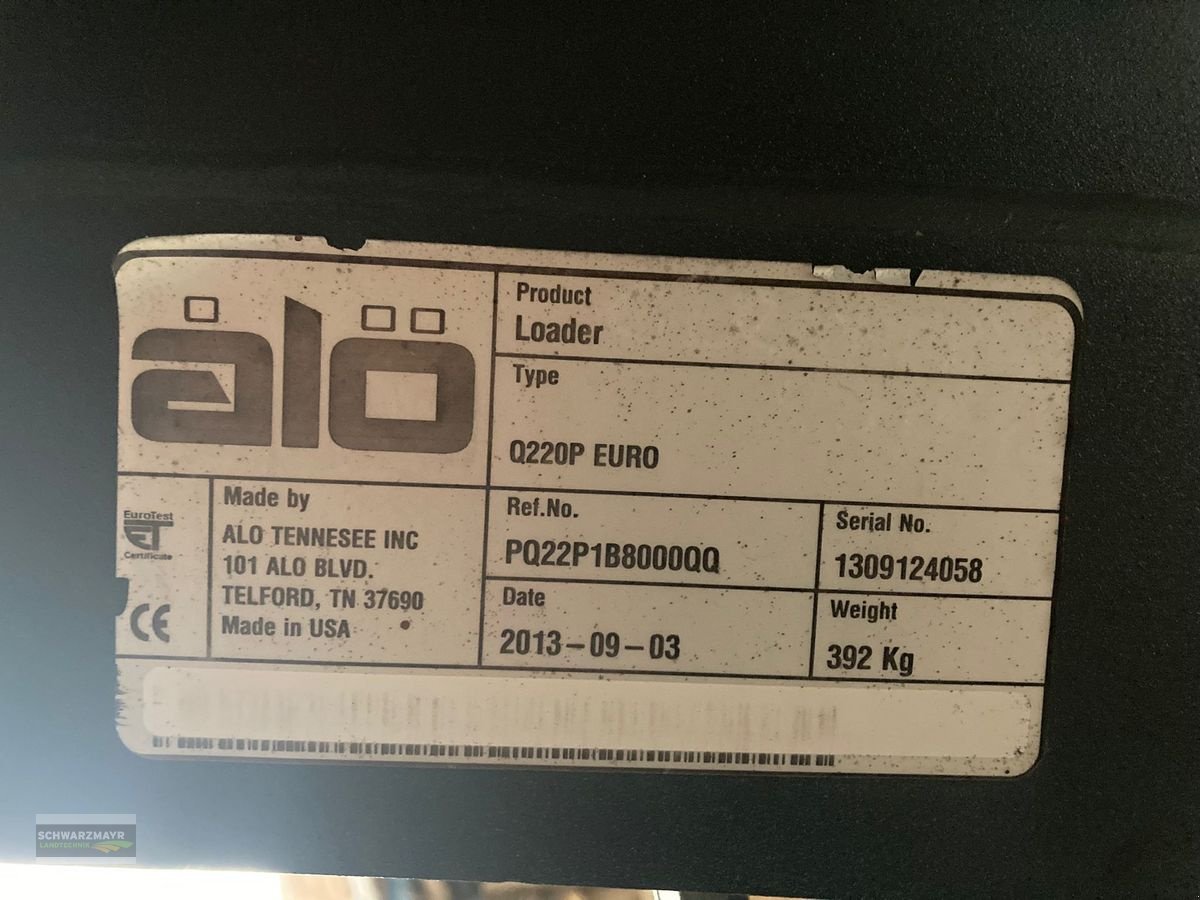 ålö
Product
Loader
Type
Q220P EURO
EuroTest
ET
Certificate
CE
Made by
ALO TENNESEE INC
101 ALO BLVD.
TELFORD, TN 37690
Made in USA
Ref.No.
PQ22P1B8000QQ
Serial No.
1309124058
Date
2013-09-03
Weight
392 Kg
SCHWARZMAYR
LANDTECHNIK